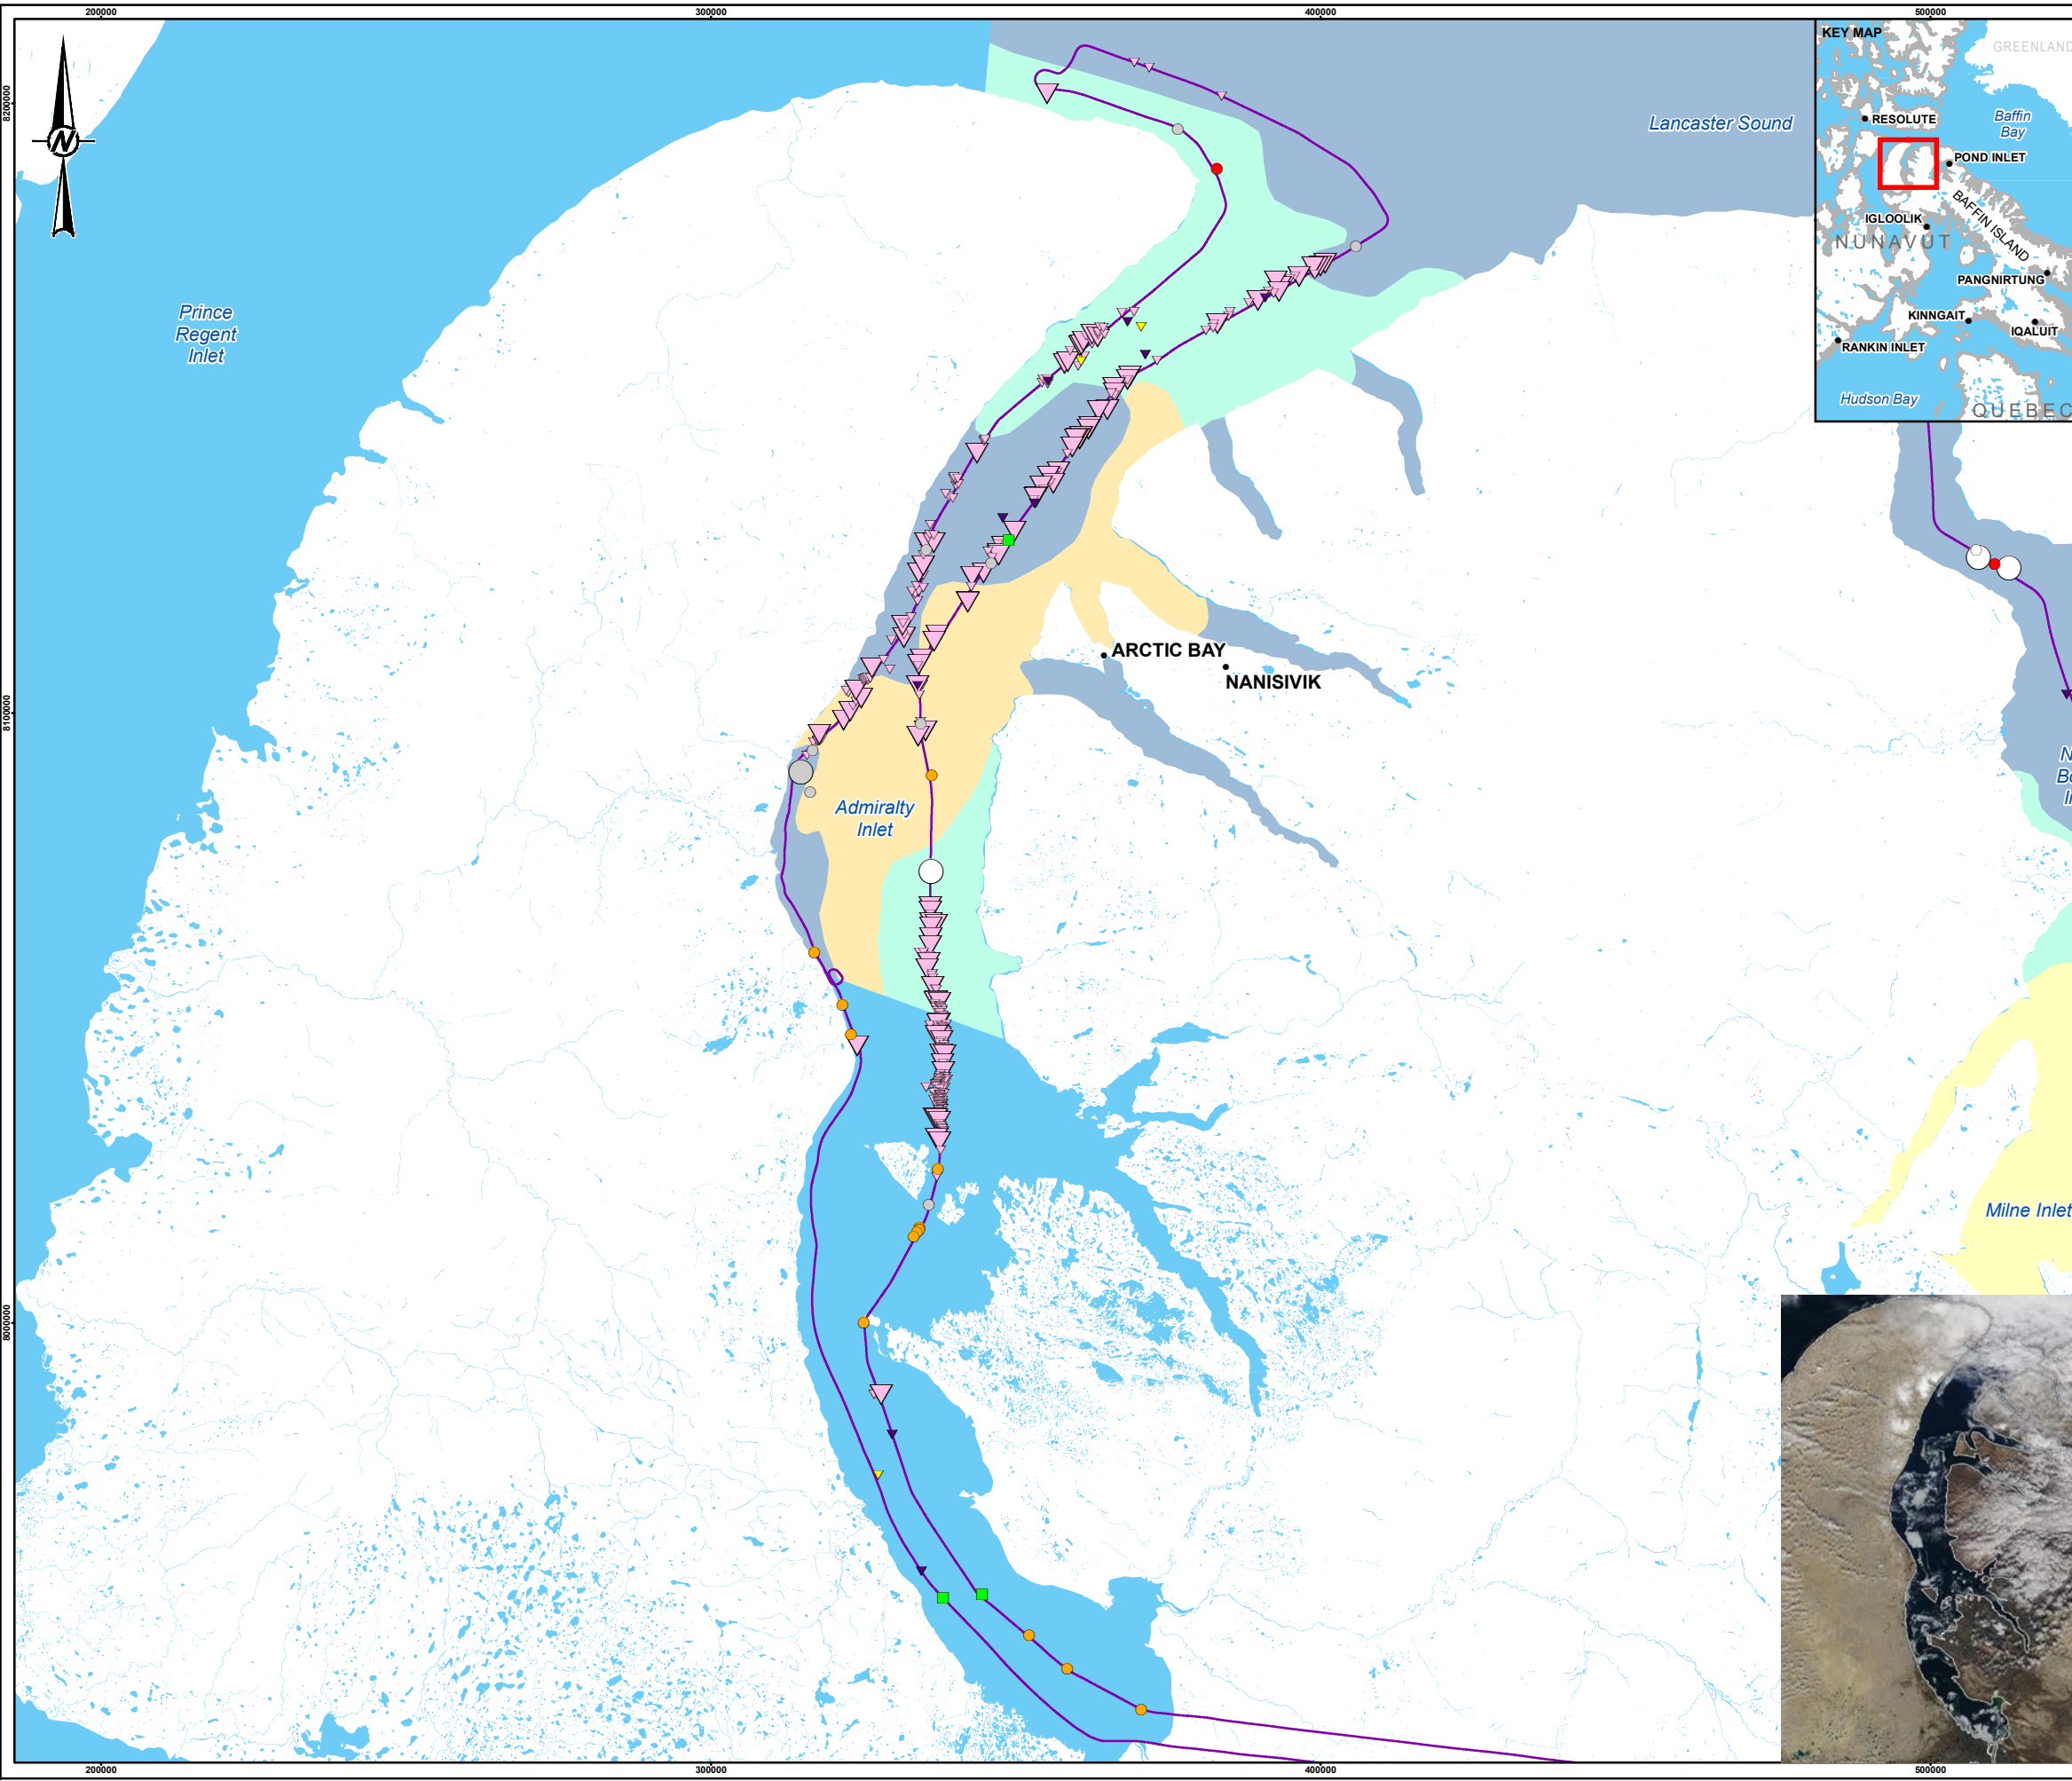 200000
300000
400000
500000
8200000
8100000
8000000
N
KEY MAP
GREENLAND
Baffin
Bay
RESOLUTE
POND INLET
BAFFIN ISLAND
IGLOOLIK
NUNAVUT
PANGNIRTUNG
KINNGAIT
IQALUIT
RANKIN INLET
Hudson Bay
QUEBEC
Lancaster Sound
Prince
Regent
Inlet
ARCTIC BAY
NANISIVIK
Admiralty
Inlet
Milne Inlet
200000
300000
400000
500000